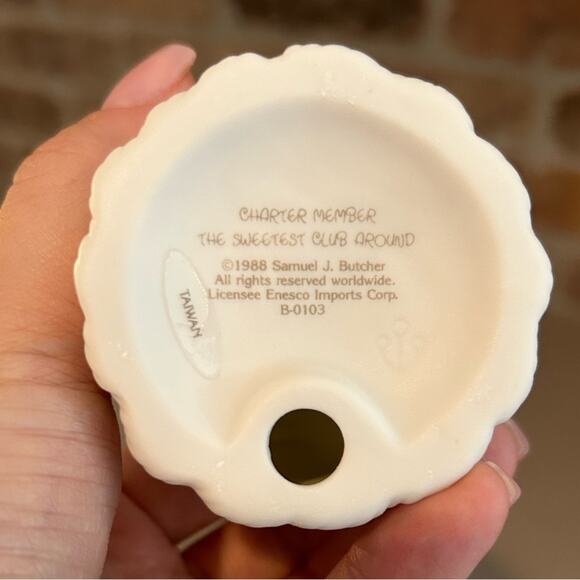 CHARTER MEMBER
THE SWEETEST CLUB AROUND
©1988 Samuel J. Butcher
All rights reserved worldwide.
Licensee Enesco Imports Corp.
B-0103
TAIWAN